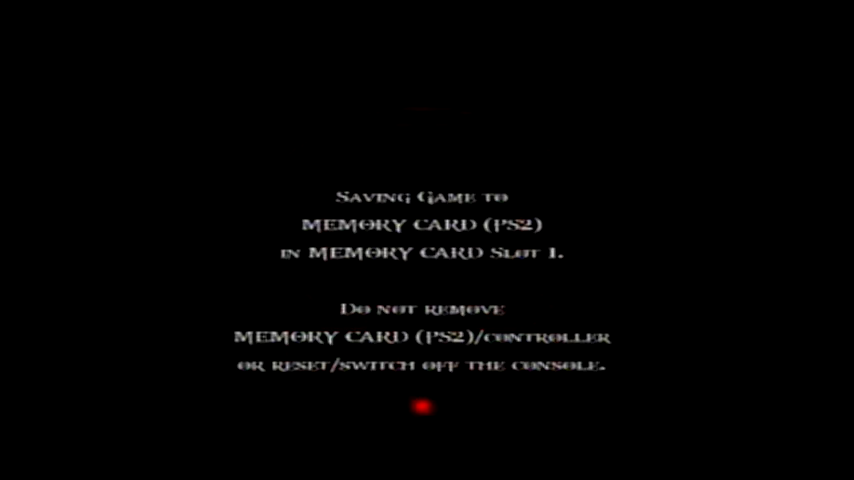 Saving Game to
MEMORY CARD (PS2)
in MEMORY CARD Slot 1.
Do not remove
MEMORY CARD (PS2)/controller
or reset/switch off the console.